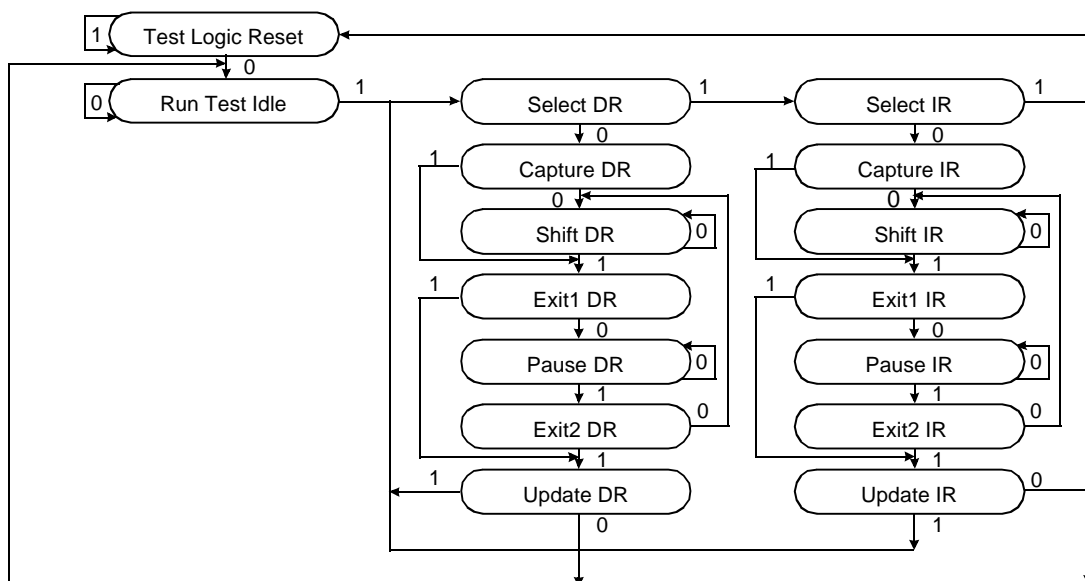 1
Test Logic Reset
0
0
Run Test Idle
1
Select DR
1
Select IR
1
0
0
1
Capture DR
1
Capture IR
0
0
Shift DR
0
Shift IR
0
1
1
1
Exit1 DR
1
Exit1 IR
0
0
Pause DR
0
Pause IR
0
1
1
Exit2 DR
0
Exit2 IR
0
1
1
1
Update DR
Update IR
0
0
1